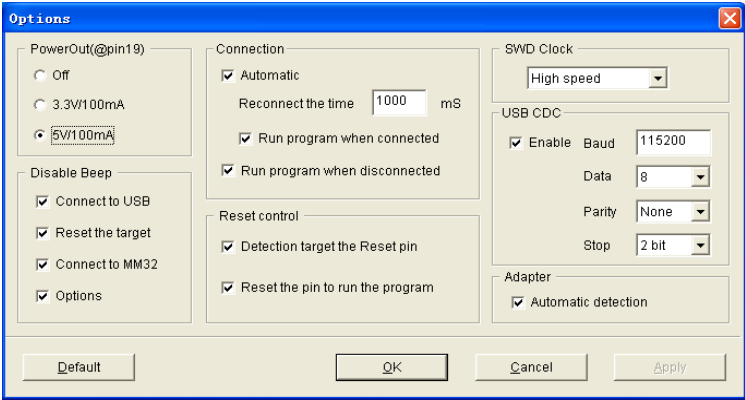 Options
PowerOut(@pin19)
Off
3.3V/100mA
5V/100mA
Disable Beep
Connect to USB
Reset the target
Connect to MM32
Options
Connection
Automatic
Reconnect the time 1000 mS
Run program when connected
Run program when disconnected
Reset control
Detection target the Reset pin
Reset the pin to run the program
SWD Clock
High speed
USB CDC
Enable Baud 115200
Data 8
Parity None
Stop 2 bit
Adapter
Automatic detection
Default OK Cancel Apply